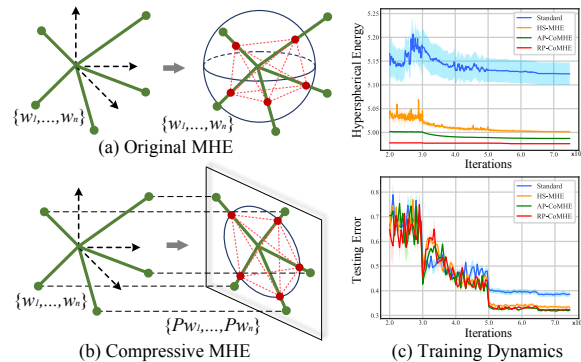 {w1,...,wn}
{w1,...,wn}
(a) Original MHE
{w1,...,wn}
{Pw1,...,Pwn}
(b) Compressive MHE
Hyperspherical Energy
5.25
5.20
5.15
5.10
5.05
5.00
Standard
HS-MHE
AP-CoMHE
RP-CoMHE
2.0 3.0 4.0 5.0 6.0 7.0
Iterations
Testing Error
0.8
0.7
0.6
0.5
0.4
0.3
Standard
HS-MHE
AP-CoMHE
RP-CoMHE
2.0 3.0 4.0 5.0 6.0 7.0
Iterations
(c) Training Dynamics